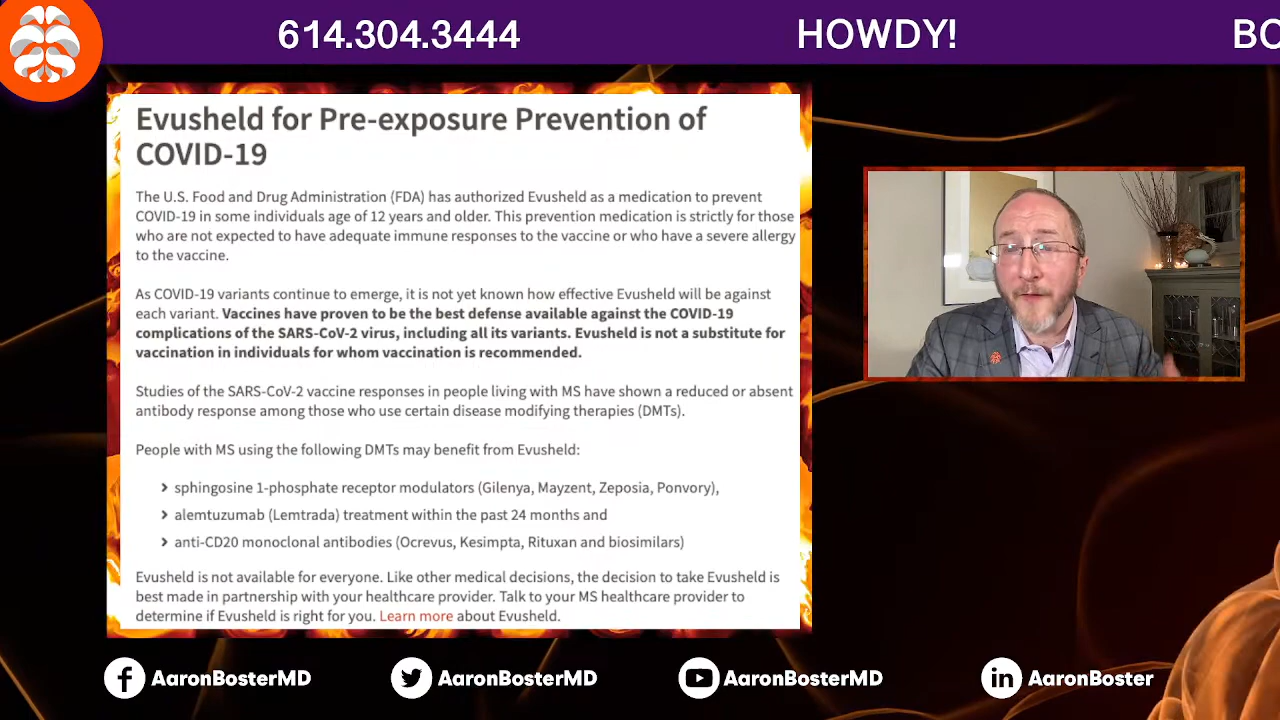 614.304.3444 HOWDY! BO
Evusheld for Pre-exposure Prevention of
COVID-19
The U.S. Food and Drug Administration (FDA) has authorized Evusheld as a medication to prevent
COVID-19 in some individuals age of 12 years and older. This prevention medication is strictly for those
who are not expected to have adequate immune responses to the vaccine or who have a severe allergy
to the vaccine.
As COVID-19 variants continue to emerge, it is not yet known how effective Evusheld will be against
each variant. Vaccines have proven to be the best defense available against the COVID-19
complications of the SARS-CoV-2 virus, including all its variants. Evusheld is not a substitute for
vaccination in individuals for whom vaccination is recommended.
Studies of the SARS-CoV-2 vaccine responses in people living with MS have shown a reduced or absent
antibody response among those who use certain disease modifying therapies (DMTs).
People with MS using the following DMTs may benefit from Evusheld:
sphingosine 1-phosphate receptor modulators (Gilenya, Mayzent, Zeposia, Ponvory),
alemtuzumab (Lemtrada) treatment within the past 24 months and
anti-CD20 monoclonal antibodies (Ocrevus, Kesimpta, Rituxan and biosimilars)
Evusheld is not available for everyone. Like other medical decisions, the decision to take Evusheld is
best made in partnership with your healthcare provider. Talk to your MS healthcare provider to
determine if Evusheld is right for you. Learn more about Evusheld.
AaronBosterMD AaronBosterMD AaronBosterMD AaronBoster